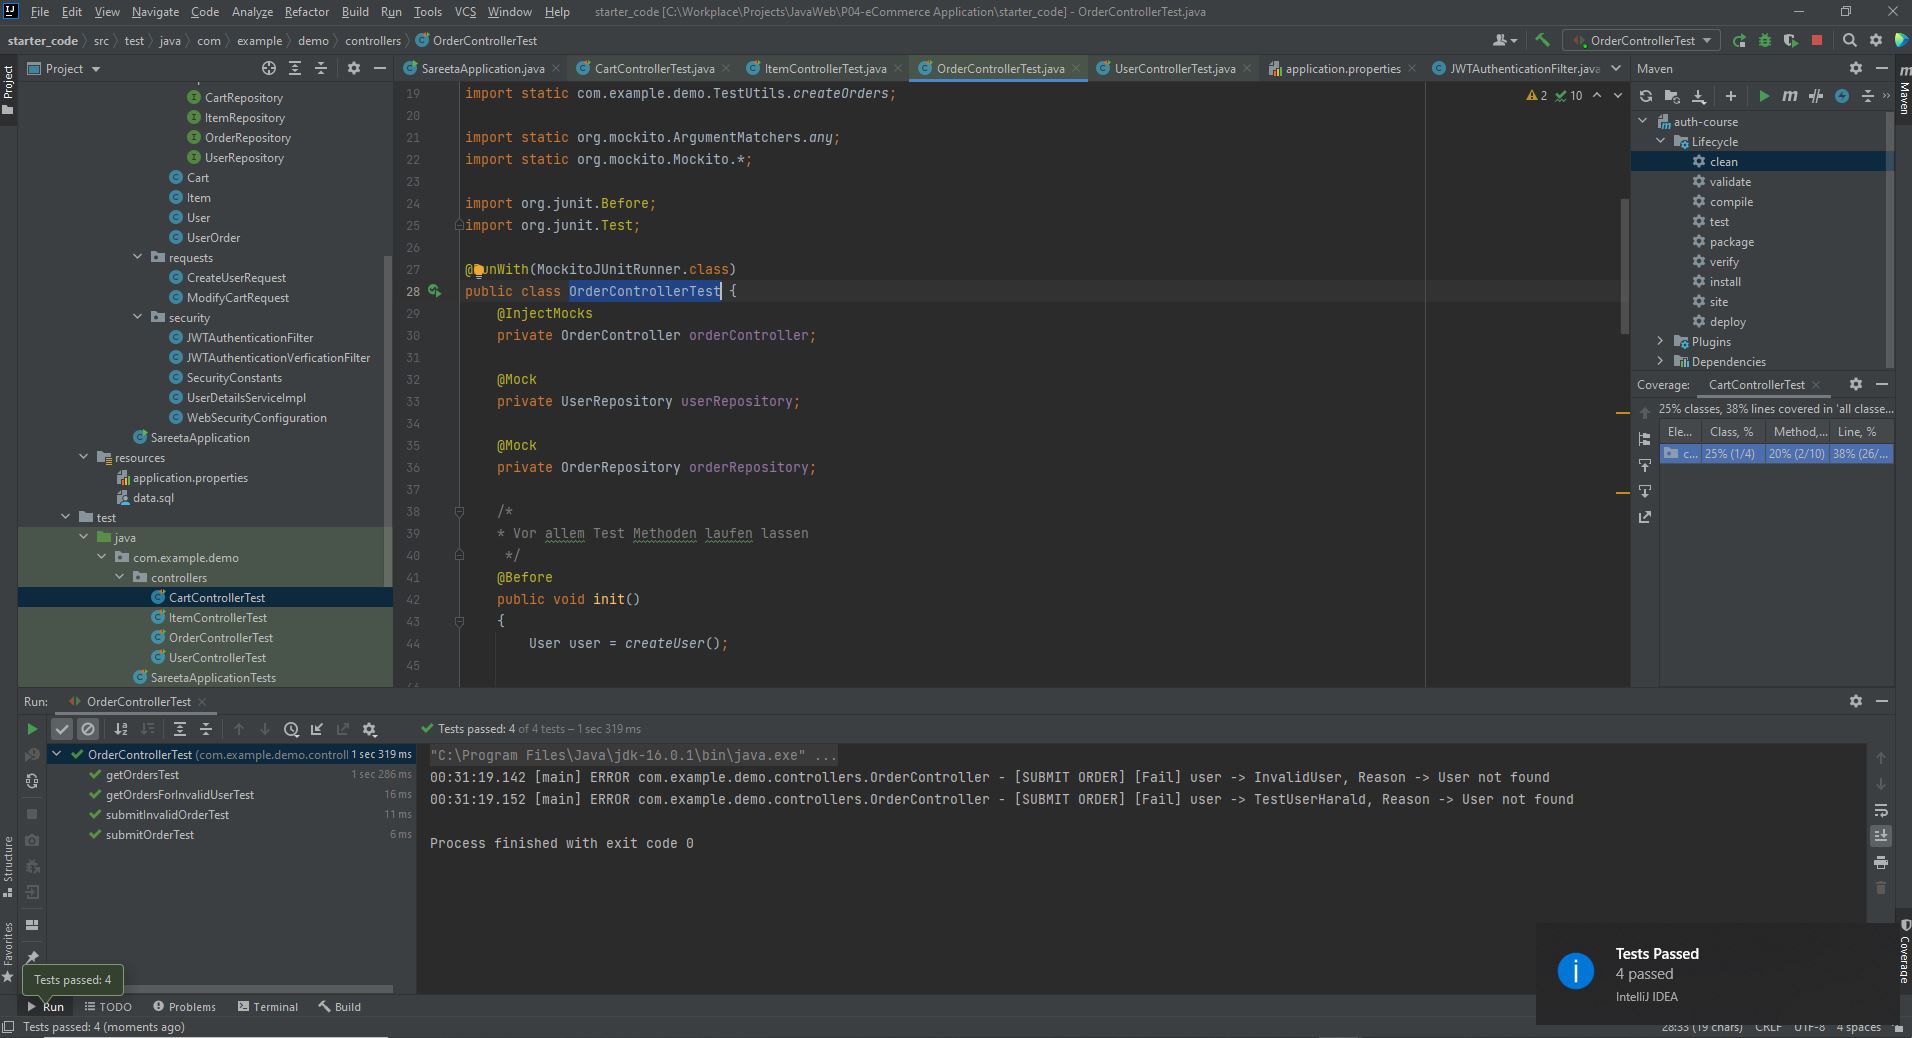 File Edit View Navigate Code Analyze Refactor Build Run Tools VCS Window Help starter_code [C:\Workplace\Projects\JavaWeb\P04-eCommerce Application\starter_code] - OrderControllerTest.java
starter_code src test java com example demo controllers OrderControllerTest
OrderControllerTest
Project
Project
SareetaApplication.java CartControllerTest.java ItemControllerTest.java OrderControllerTest.java UserControllerTest.java application.properties JWTAuthenticationFilter.java
CartRepository
ItemRepository
OrderRepository
UserRepository
Cart
Item
User
UserOrder
requests
CreateUserRequest
ModifyCartRequest
security
JWTAuthenticationFilter
JWTAuthenticationVerficationFilter
SecurityConstants
UserDetailsServiceImpl
WebSecurityConfiguration
SareetaApplication
resources
application.properties
data.sql
test
java
com.example.demo
controllers
CartControllerTest
ItemControllerTest
OrderControllerTest
UserControllerTest
SareetaApplicationTests
2 10
19 import static com.example.demo.TestUtils.createOrders;
20
21 import static org.mockito.ArgumentMatchers.any;
22 import static org.mockito.Mockito.*;
23
24 import org.junit.Before;
25 import org.junit.Test;
26
27 @RunWith(MockitoJUnitRunner.class)
28 public class OrderControllerTest {
29 @InjectMocks
30 private OrderController orderController;
31
32 @Mock
33 private UserRepository userRepository;
34
35 @Mock
36 private OrderRepository orderRepository;
37
38 /*
39 * Vor allem Test Methoden laufen lassen
40 */
41 @Before
42 public void init()
43 {
44 User user = createUser();
45
Maven
Maven
auth-course
Lifecycle
clean
validate
compile
test
package
verify
install
site
deploy
Plugins
Dependencies
Coverage: CartControllerTest
25% classes, 38% lines covered in 'all classe...
Ele... Class, % Method,... Line, %
c... 25% (1/4) 20% (2/10) 38% (26/...
Run: OrderControllerTest
Tests passed: 4 of 4 tests – 1 sec 319 ms
OrderControllerTest (com.example.demo.controll 1 sec 319 ms
getOrdersTest 1 sec 286 ms
getOrdersForInvalidUserTest 16 ms
submitInvalidOrderTest 11 ms
submitOrderTest 6 ms
"C:\Program Files\Java\jdk-16.0.1\bin\java.exe" ...
00:31:19.142 [main] ERROR com.example.demo.controllers.OrderController - [SUBMIT ORDER] [Fail] user -> InvalidUser, Reason -> User not found
00:31:19.152 [main] ERROR com.example.demo.controllers.OrderController - [SUBMIT ORDER] [Fail] user -> TestUserHarald, Reason -> User not found
Process finished with exit code 0
Structure
Favorites
Coverage
Tests Passed
4 passed
IntelliJ IDEA
Tests passed: 4
Run TODO Problems Terminal Build
Tests passed: 4 (moments ago)
28:33 (19 chars) CRLF UTF-8 4 spaces